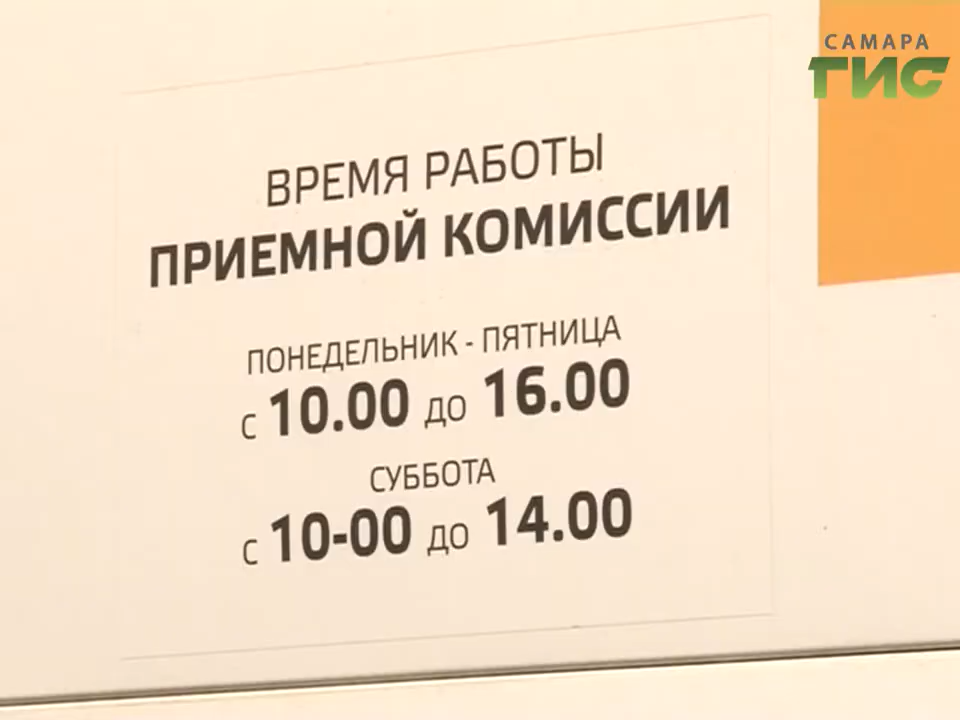 САМАРА
ГИС
ВРЕМЯ РАБОТЫ
ПРИЕМНОЙ КОМИССИИ
ПОНЕДЕЛЬНИК - ПЯТНИЦА
С 10.00 ДО 16.00
СУББОТА
С 10-00 ДО 14.00